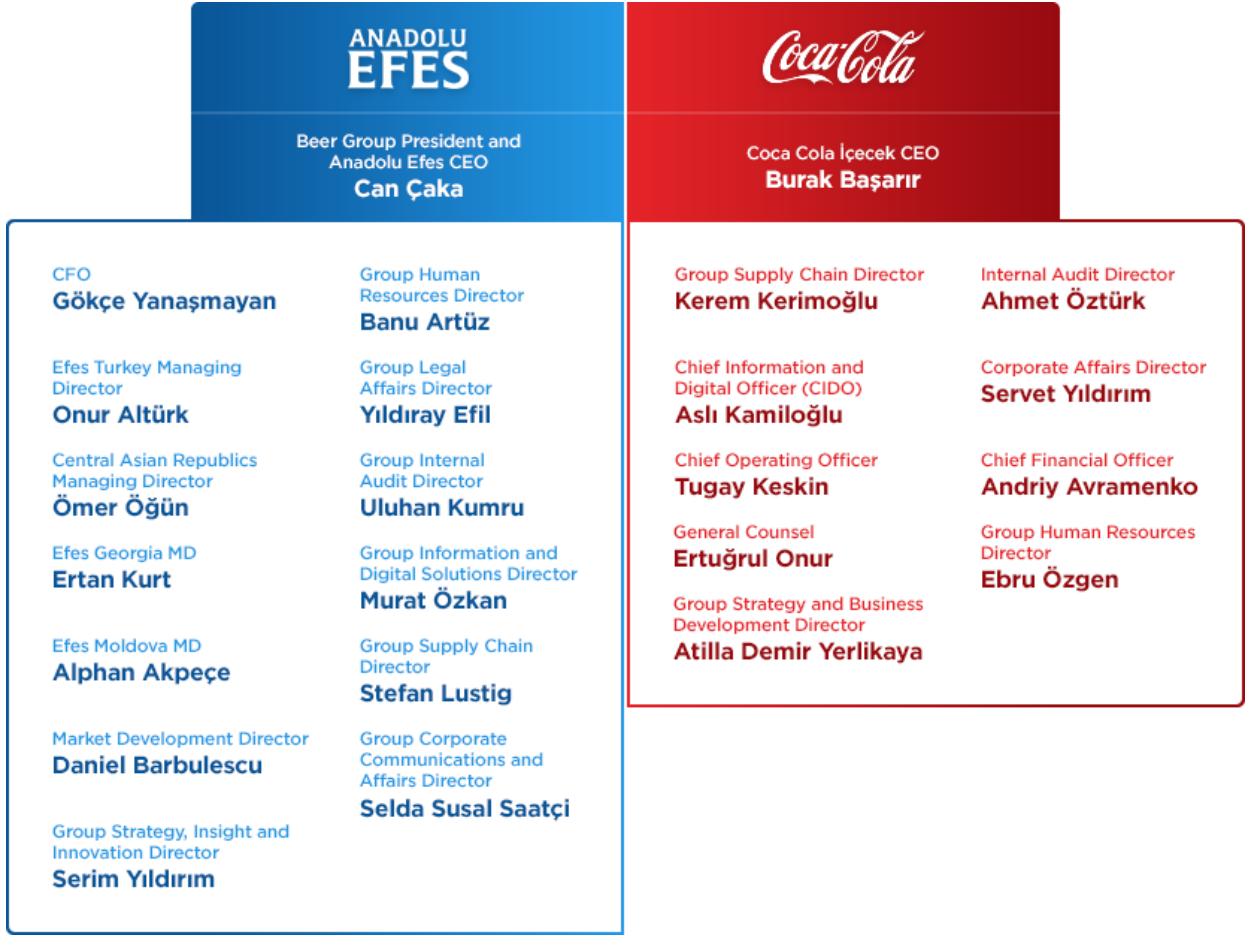 ANADOLU
EFES
Beer Group President and
Anadolu Efes CEO
Can Çaka
CFO
Gökçe Yanaşmayan
Efes Turkey Managing
Director
Onur Altürk
Central Asian Republics
Managing Director
Ömer Öğün
Efes Georgia MD
Ertan Kurt
Efes Moldova MD
Alphan Akpeçe
Market Development Director
Daniel Barbulescu
Group Strategy, Insight and
Innovation Director
Serim Yıldırım
Group Human
Resources Director
Banu Artüz
Group Legal
Affairs Director
Yıldıray Efil
Group Internal
Audit Director
Uluhan Kumru
Group Information and
Digital Solutions Director
Murat Özkan
Group Supply Chain
Director
Stefan Lustig
Group Corporate
Communications and
Affairs Director
Selda Susal Saatçi
Coca-Cola
Coca Cola İçecek CEO
Burak Başarır
Group Supply Chain Director
Kerem Kerimoğlu
Chief Information and
Digital Officer (CIDO)
Aslı Kamiloğlu
Chief Operating Officer
Tugay Keskin
General Counsel
Ertuğrul Onur
Group Strategy and Business
Development Director
Atilla Demir Yerlikaya
Internal Audit Director
Ahmet Öztürk
Corporate Affairs Director
Servet Yıldırım
Chief Financial Officer
Andriy Avramenko
Group Human Resources
Director
Ebru Özgen